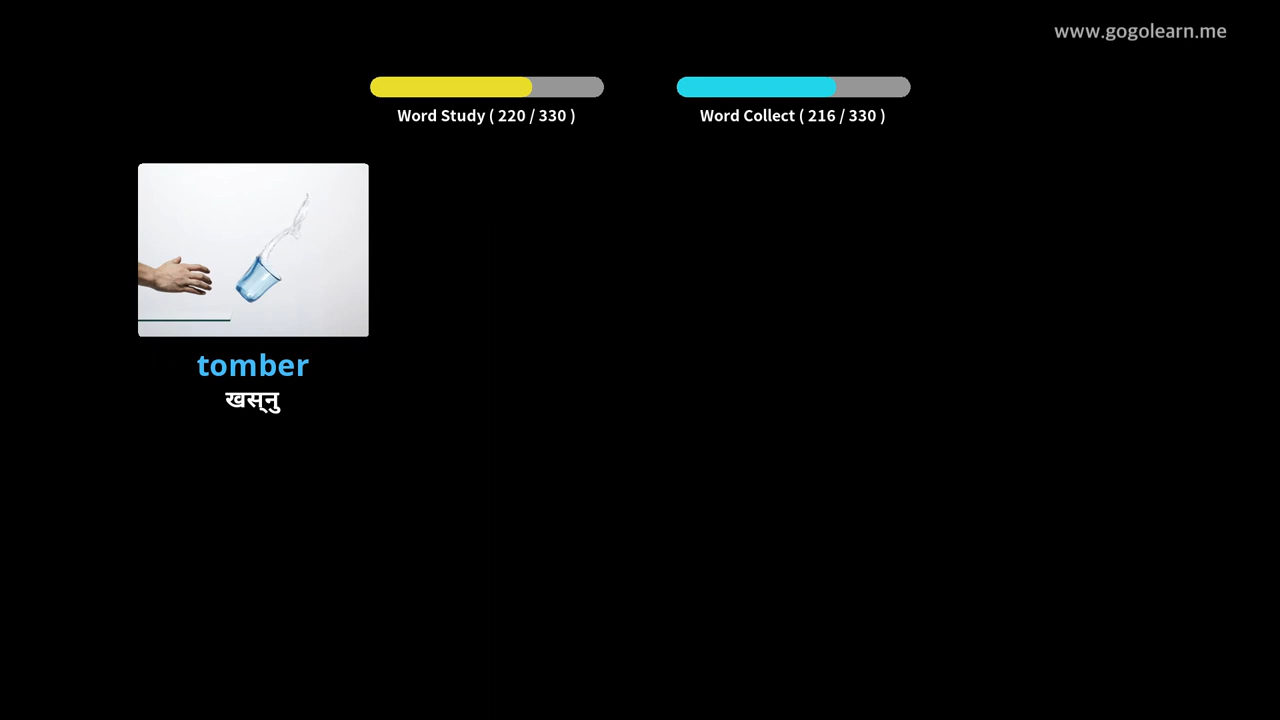 www.gogolearn.me
Word Study ( 220 / 330 )
Word Collect ( 216 / 330 )
tomber
खस्‌नु